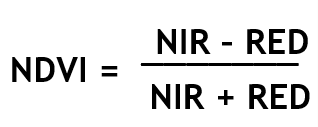 NIR - RED
NDVI =
NIR + RED